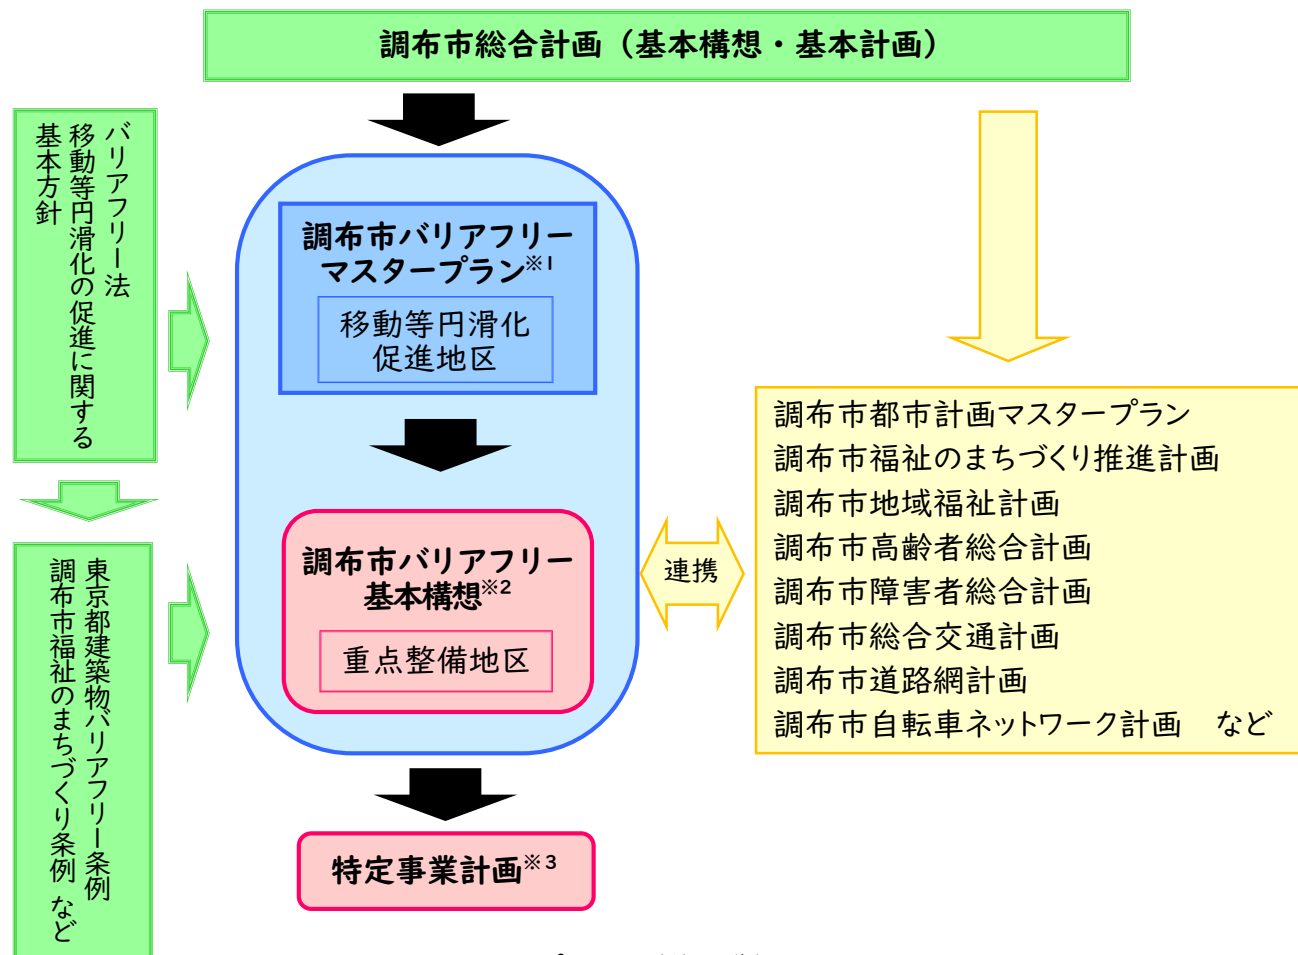 調布市総合計画（基本構想・基本計画）
バリアフリー法
移動等円滑化の促進に関する
基本方針
調布市バリアフリー
マスタープラン※1
移動等円滑化
促進地区
調布市バリアフリー
基本構想※2
重点整備地区
連携
調布市都市計画マスタープラン
調布市福祉のまちづくり推進計画
調布市地域福祉計画
調布市高齢者総合計画
調布市障害者総合計画
調布市総合交通計画
調布市道路網計画
調布市自転車ネットワーク計画　など
東京都建築物バリアフリー条例
調布市福祉のまちづくり条例 など
特定事業計画※3